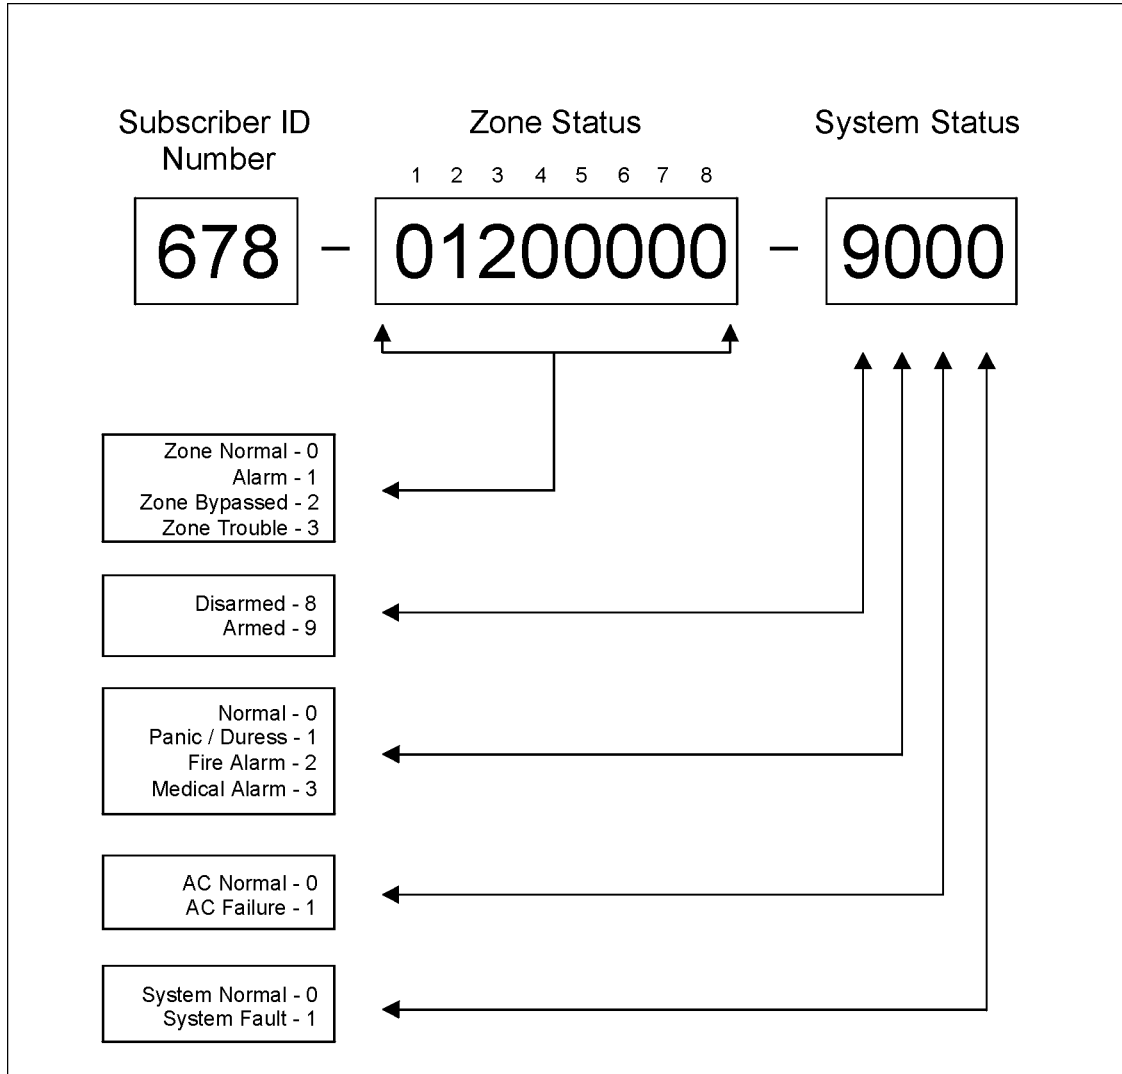 Subscriber ID
Number
Zone Status
System Status
1 2 3 4 5 6 7 8
678 – 01200000 – 9000
Zone Normal - 0
Alarm - 1
Zone Bypassed - 2
Zone Trouble - 3
Disarmed - 8
Armed - 9
Normal - 0
Panic / Duress - 1
Fire Alarm - 2
Medical Alarm - 3
AC Normal - 0
AC Failure - 1
System Normal - 0
System Fault - 1